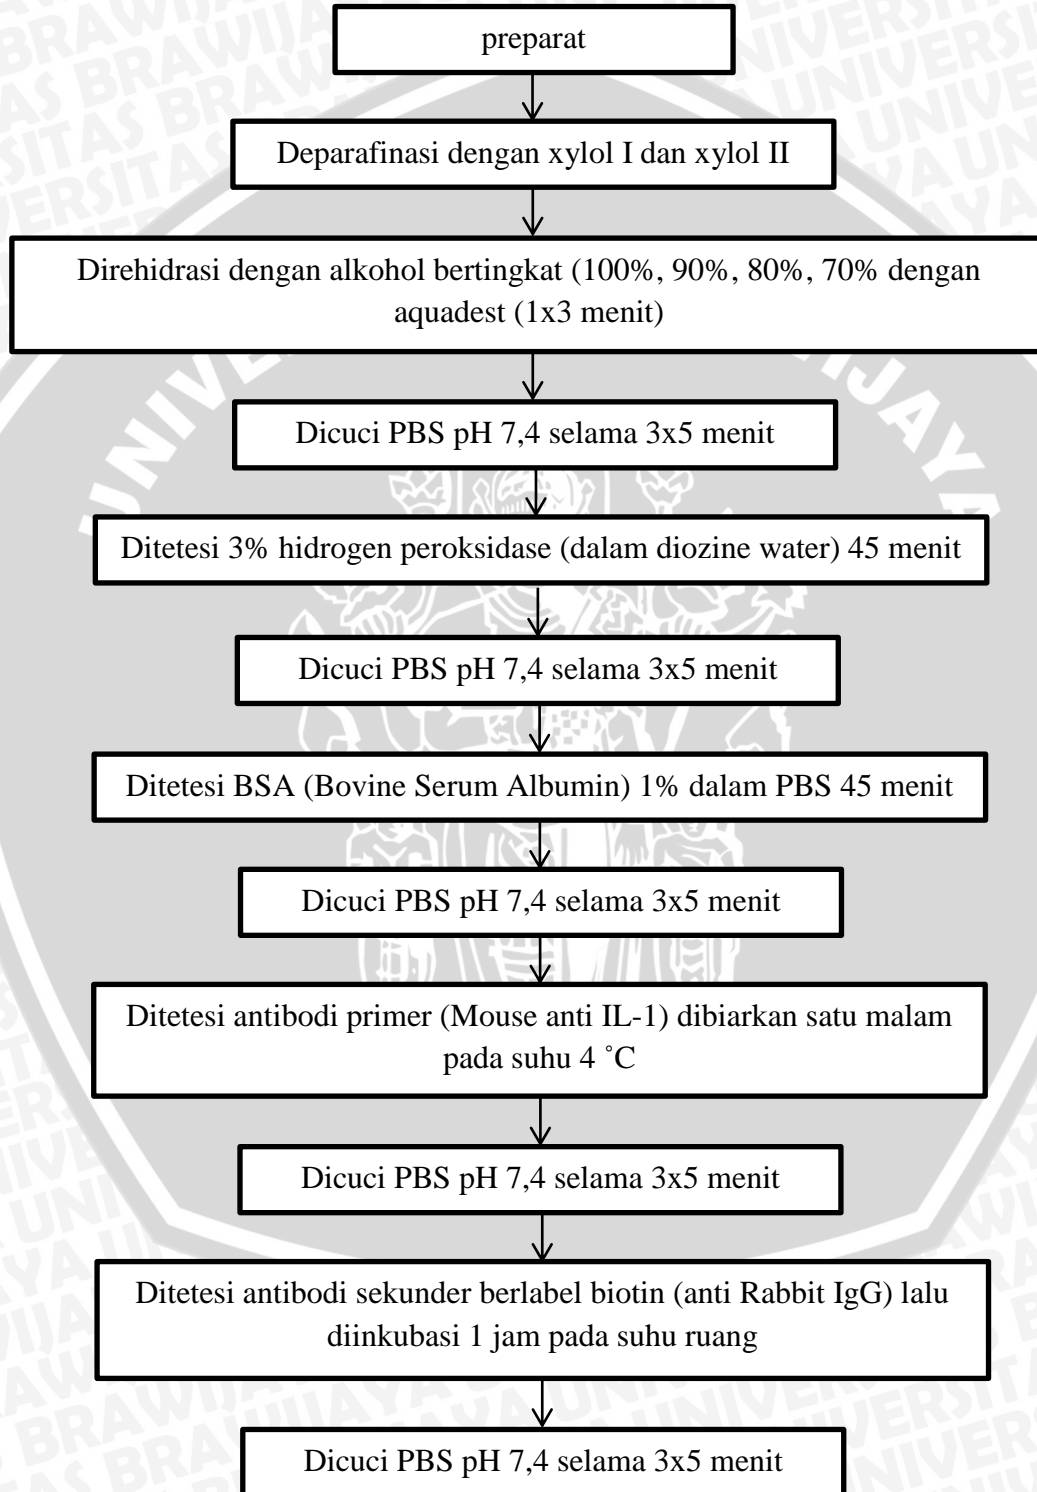 preparat
Deparafinasi dengan xylol I dan xylol II
Direhidrasi dengan alkohol bertingkat (100%, 90%, 80%, 70% dengan
aquadest (1x3 menit)
Dicuci PBS pH 7,4 selama 3x5 menit
Ditetesi 3% hidrogen peroksidase (dalam diozine water) 45 menit
Dicuci PBS pH 7,4 selama 3x5 menit
Ditetesi BSA (Bovine Serum Albumin) 1% dalam PBS 45 menit
Dicuci PBS pH 7,4 selama 3x5 menit
Ditetesi antibodi primer (Mouse anti IL-1) dibiarkan satu malam
pada suhu 4 ˚C
Dicuci PBS pH 7,4 selama 3x5 menit
Ditetesi antibodi sekunder berlabel biotin (anti Rabbit IgG) lalu
diinkubasi 1 jam pada suhu ruang
Dicuci PBS pH 7,4 selama 3x5 menit